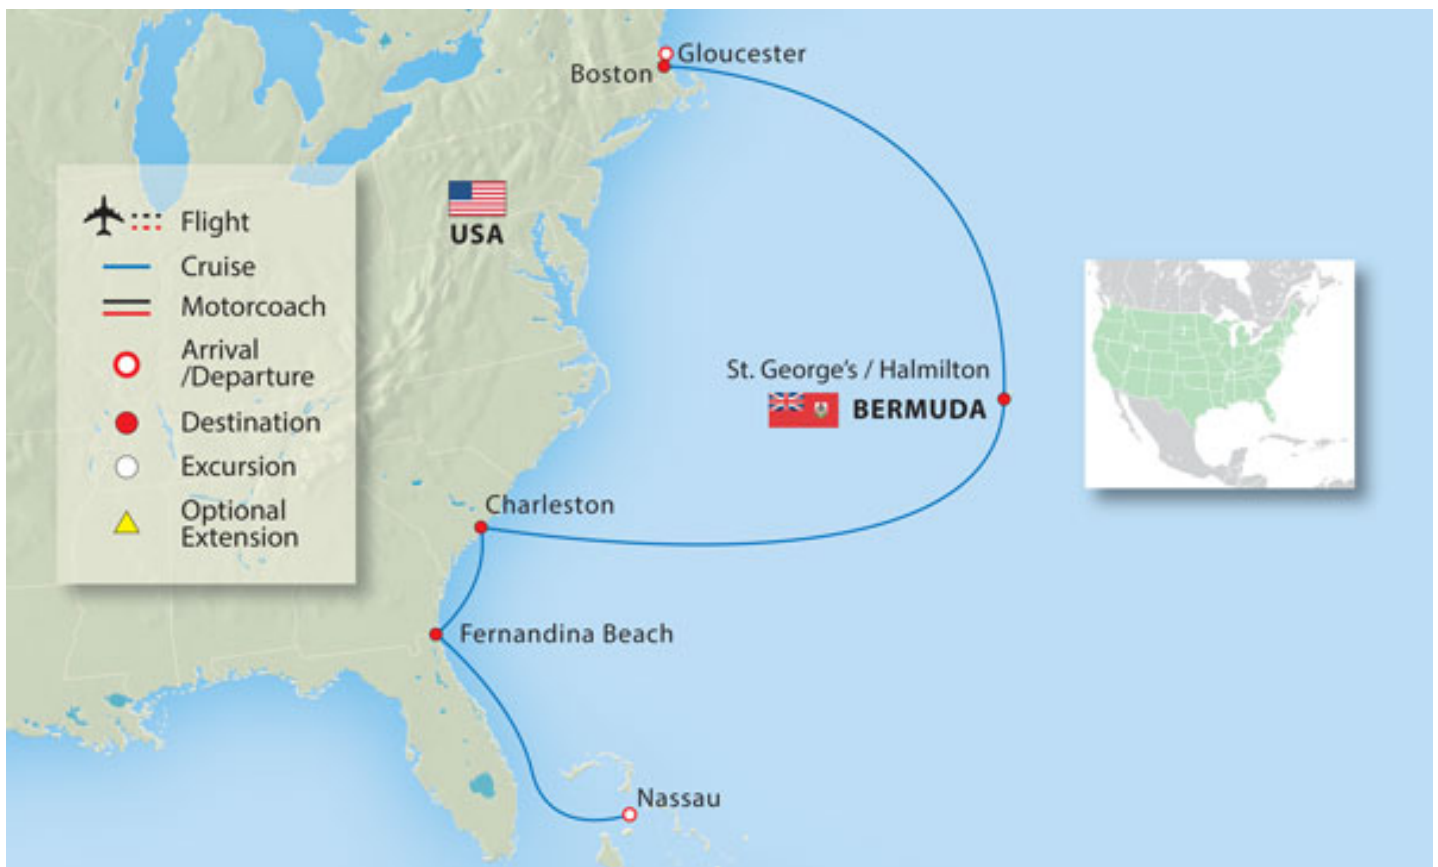 Gloucester
Boston
USA
Flight
Cruise
Motorcoach
Arrival
/Departure
Destination
Excursion
Optional
Extension
St. George's / Halmilton
BERMUDA
Charleston
Fernandina Beach
Nassau